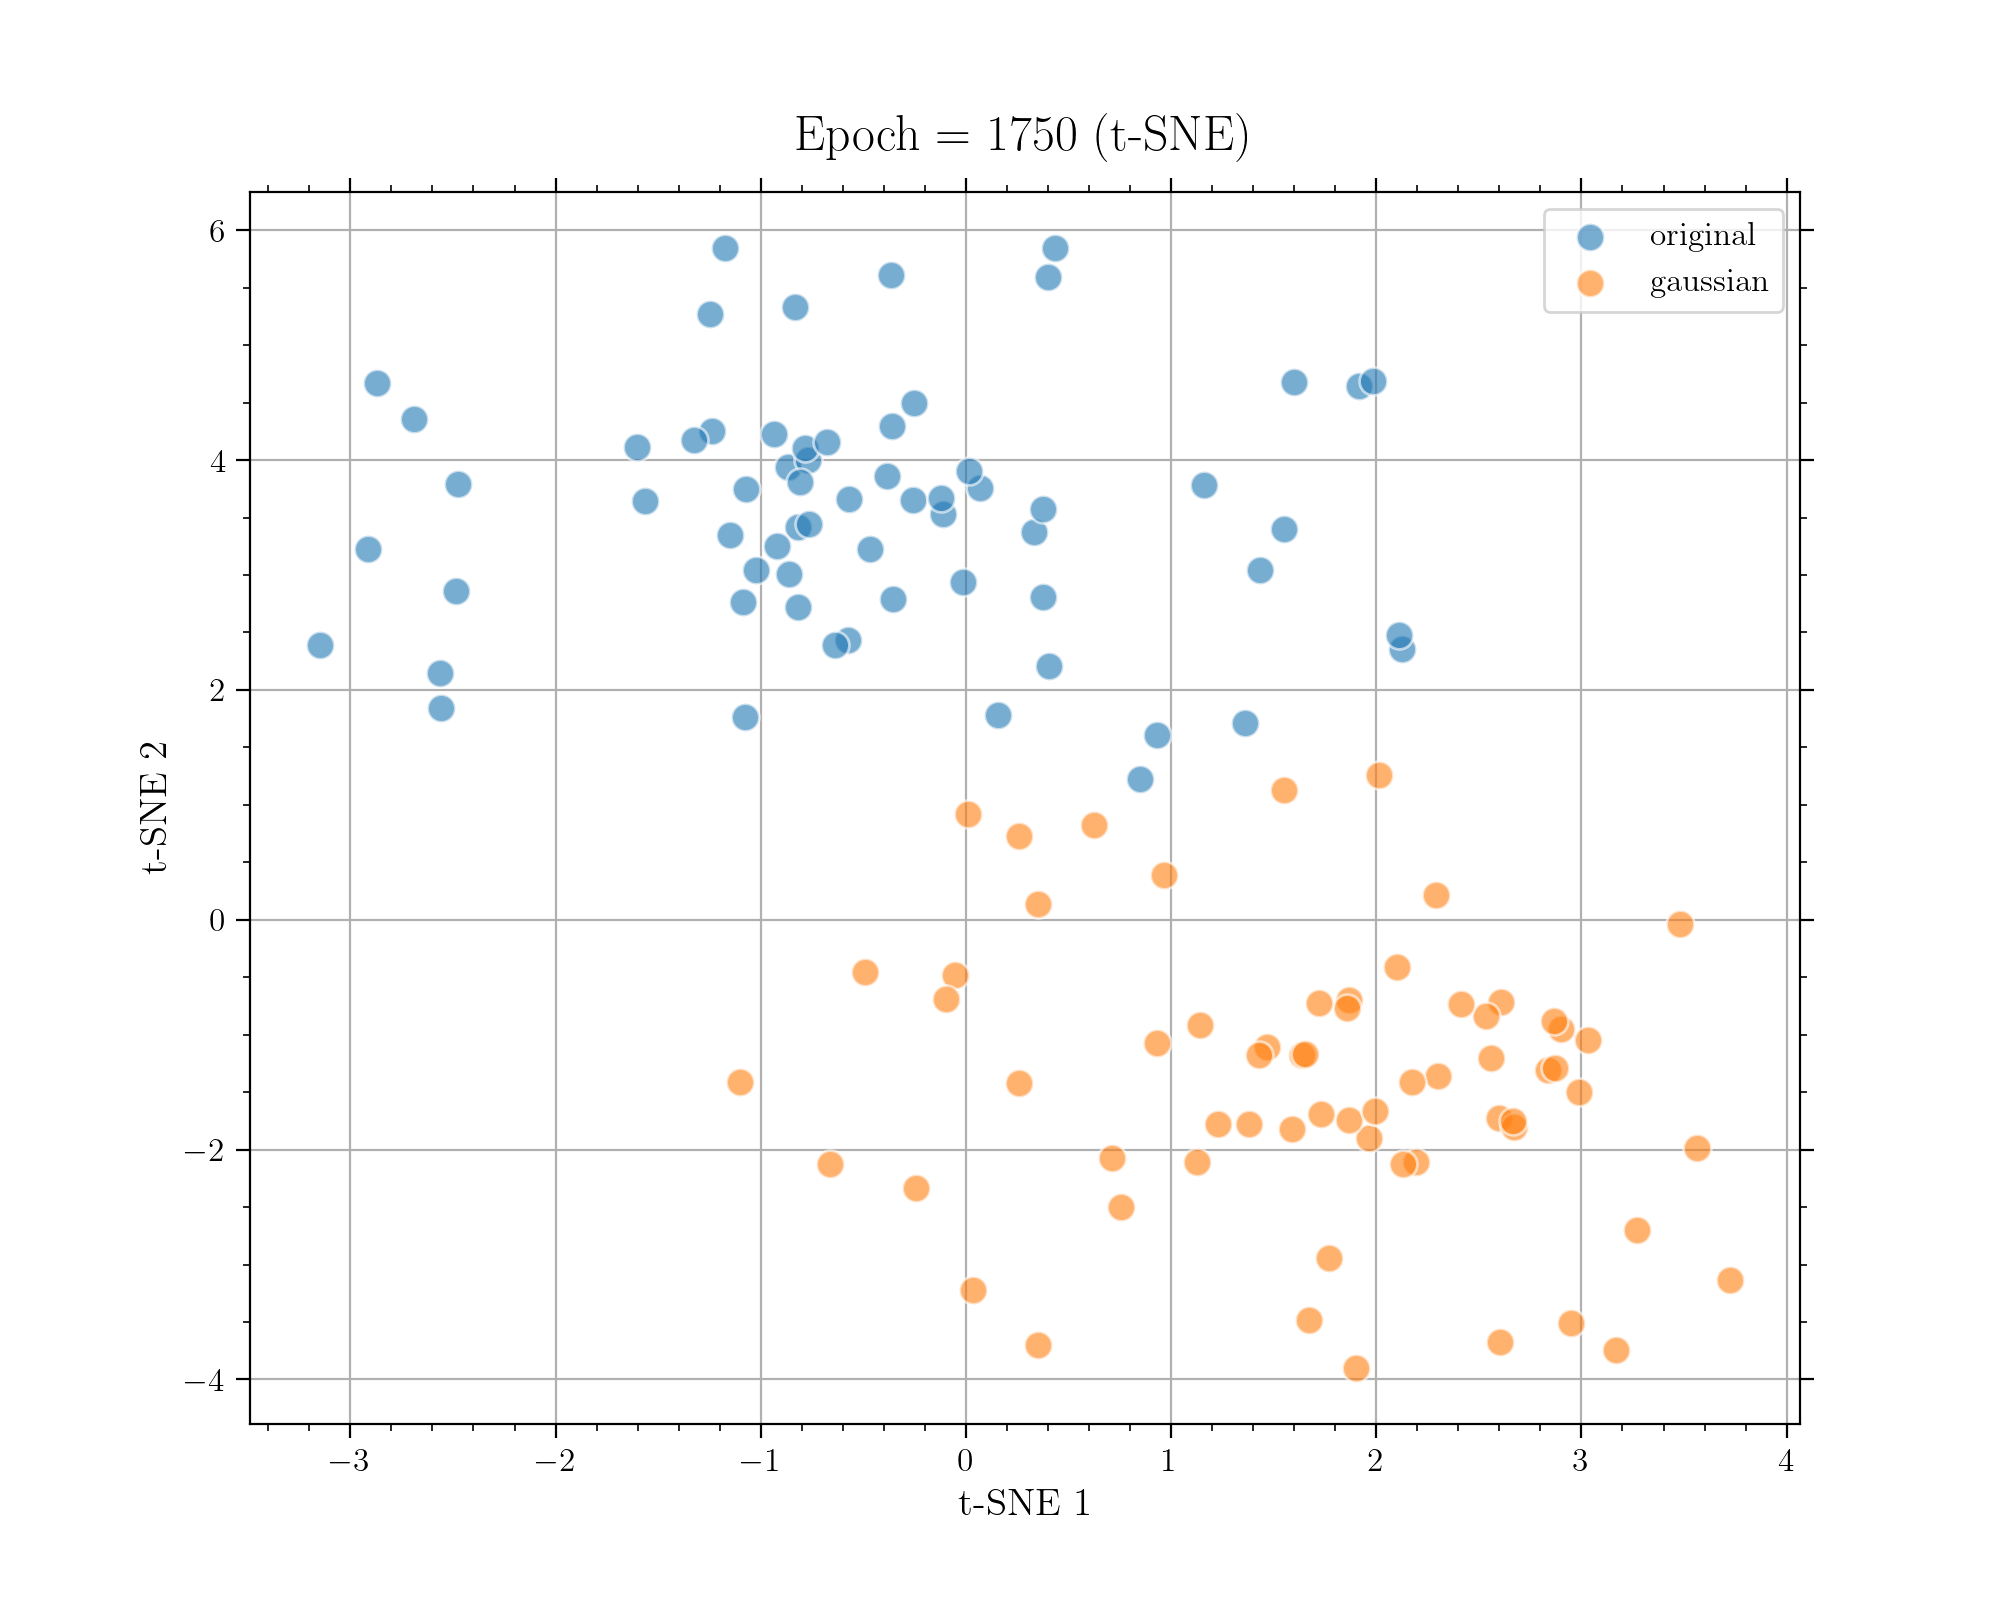 Epoch = 1750 (t-SNE)
original
gaussian
6
4
2
0
−2
−4
t-SNE 2
−3 −2 −1 0 1 2 3 4
t-SNE 1